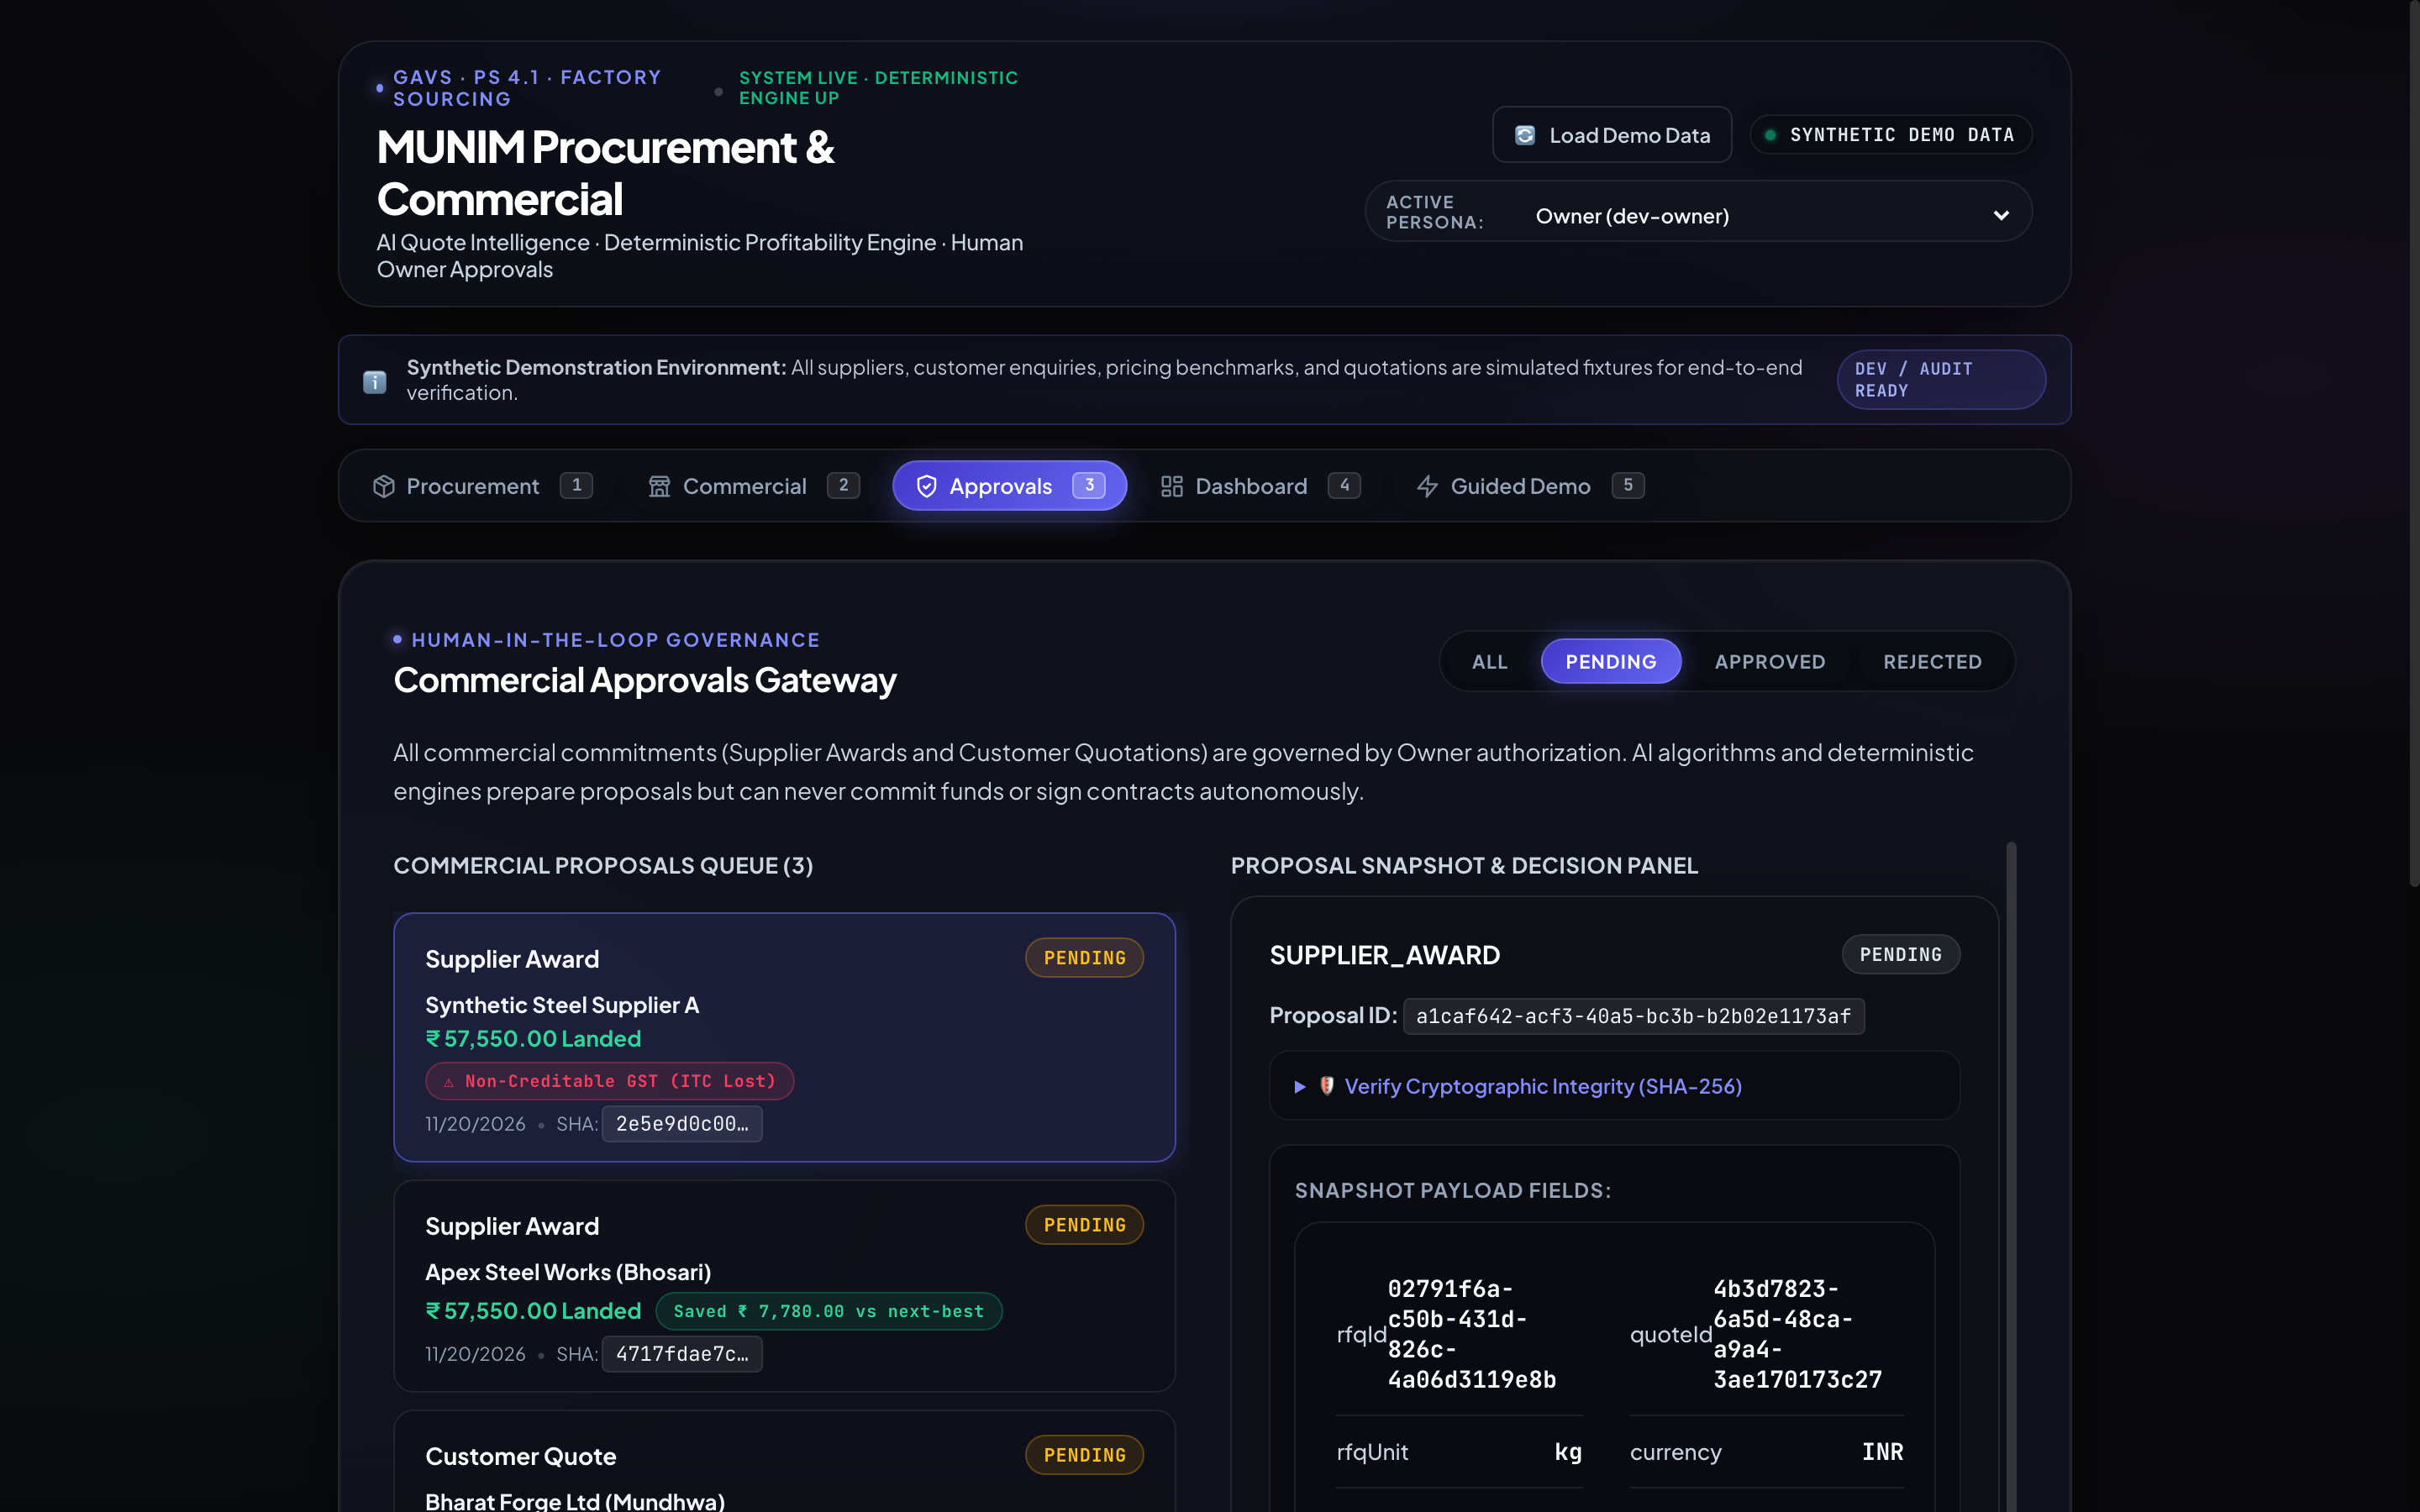 GAVS · PS 4.1 · FACTORY
SOURCING
SYSTEM LIVE · DETERMINISTIC
ENGINE UP
MUNIM Procurement &
Commercial
AI Quote Intelligence · Deterministic Profitability Engine · Human
Owner Approvals
Load Demo Data
SYNTHETIC DEMO DATA
ACTIVE
PERSONA:
Owner (dev-owner)
Synthetic Demonstration Environment: All suppliers, customer enquiries, pricing benchmarks, and quotations are simulated fixtures for end-to-end
verification.
DEV / AUDIT
READY
Procurement 1
Commercial 2
Approvals 3
Dashboard 4
Guided Demo 5
HUMAN-IN-THE-LOOP GOVERNANCE
Commercial Approvals Gateway
ALL PENDING APPROVED REJECTED
All commercial commitments (Supplier Awards and Customer Quotations) are governed by Owner authorization. AI algorithms and deterministic
engines prepare proposals but can never commit funds or sign contracts autonomously.
COMMERCIAL PROPOSALS QUEUE (3)
Supplier Award PENDING
Synthetic Steel Supplier A
₹ 57,550.00 Landed
⚠ Non-Creditable GST (ITC Lost)
11/20/2026 • SHA: 2e5e9d0c00…
Supplier Award PENDING
Apex Steel Works (Bhosari)
₹ 57,550.00 Landed Saved ₹ 7,780.00 vs next-best
11/20/2026 • SHA: 4717fdae7c…
Customer Quote PENDING
Bharat Forge Ltd (Mundhwa)
PROPOSAL SNAPSHOT & DECISION PANEL
SUPPLIER_AWARD PENDING
Proposal ID: a1caf642-acf3-40a5-bc3b-b2b02e1173af
Verify Cryptographic Integrity (SHA-256)
SNAPSHOT PAYLOAD FIELDS:
rfqId
02791f6a-
c50b-431d-
826c-
4a06d3119e8b
quoteId
4b3d7823-
6a5d-48ca-
a9a4-
3ae170173c27
rfqUnit kg
currency INR